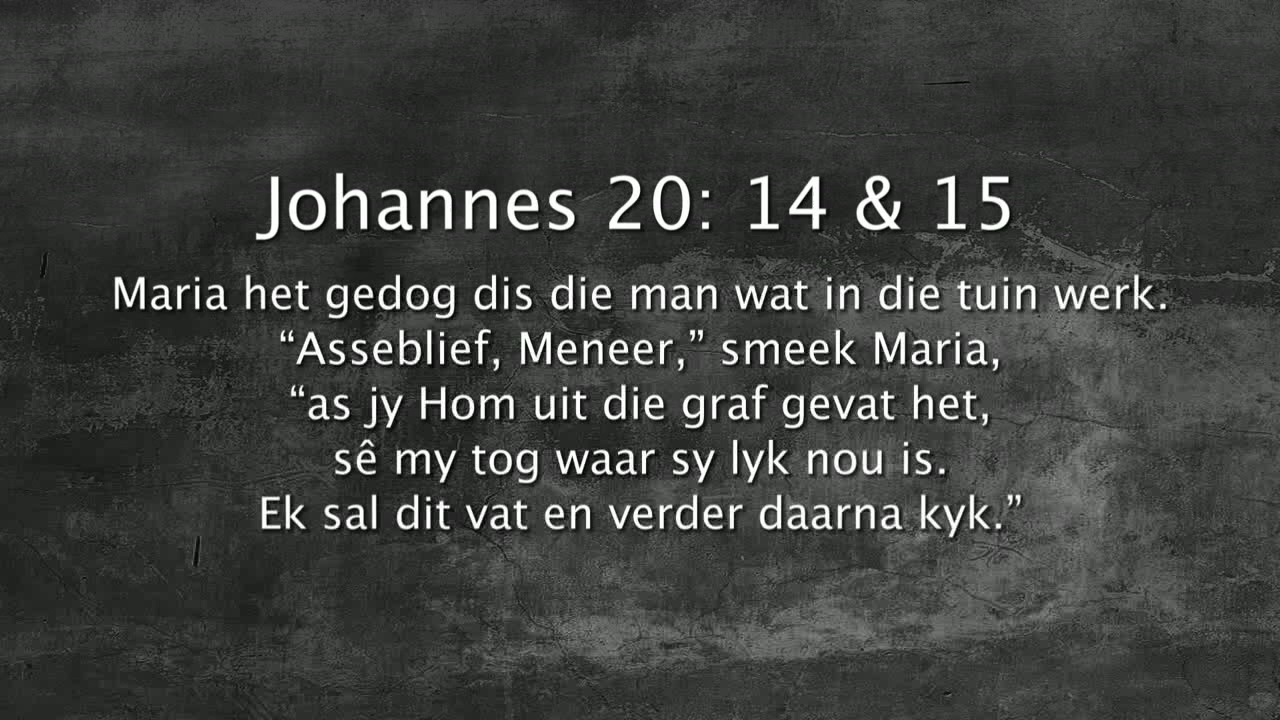 Johannes 20: 14 & 15
Maria het gedog dis die man wat in die tuin werk.
“Asseblief, Meneer,” smeek Maria,
“as jy Hom uit die graf gevat het,
sê my tog waar sy lyk nou is.
Ek sal dit vat en verder daarna kyk.”